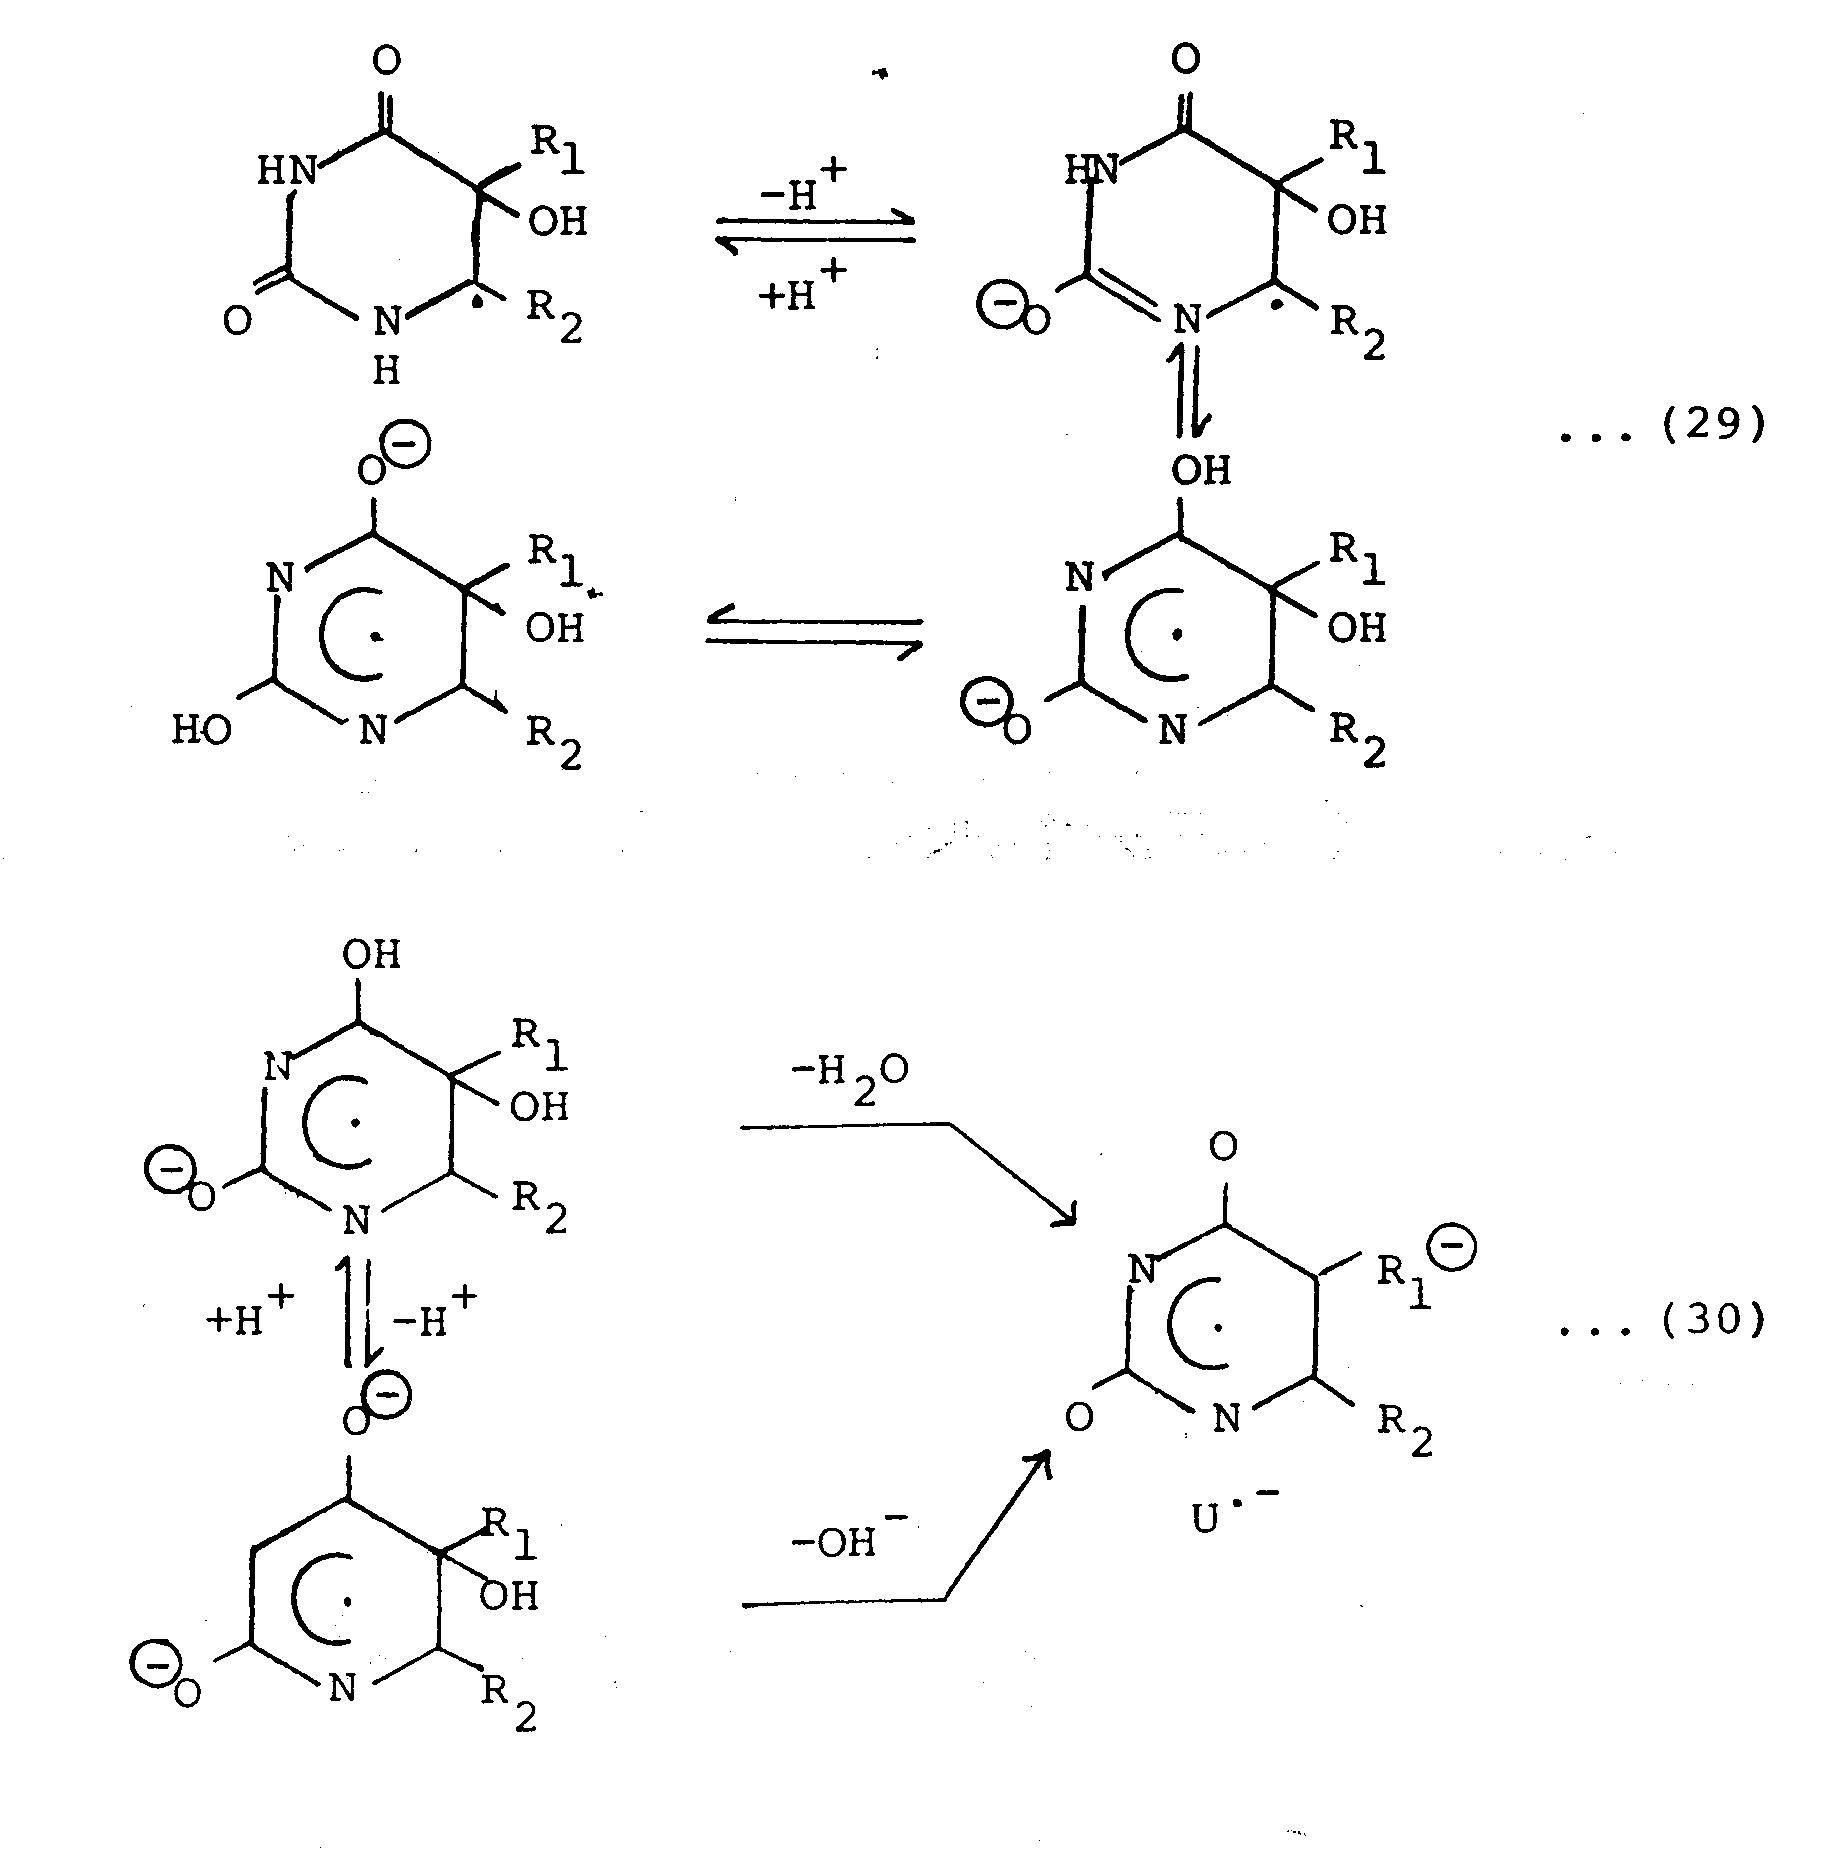 O
O
HN
R1
OH
-H+
+H+
HN
R1
OH
O
N
H
R2
⊖O
N
R2
... (29)
O⊖
OH
N
R1
OH
N
R1
OH
HO
N
R2
⊖O
N
R2
OH
N
R1
OH
-H2O
⊖O
N
R2
O
N
R1⊖
... (30)
+H+
-H+
O
N
R2
U·−
O⊖
R1
OH
-OH−
⊖O
N
R2